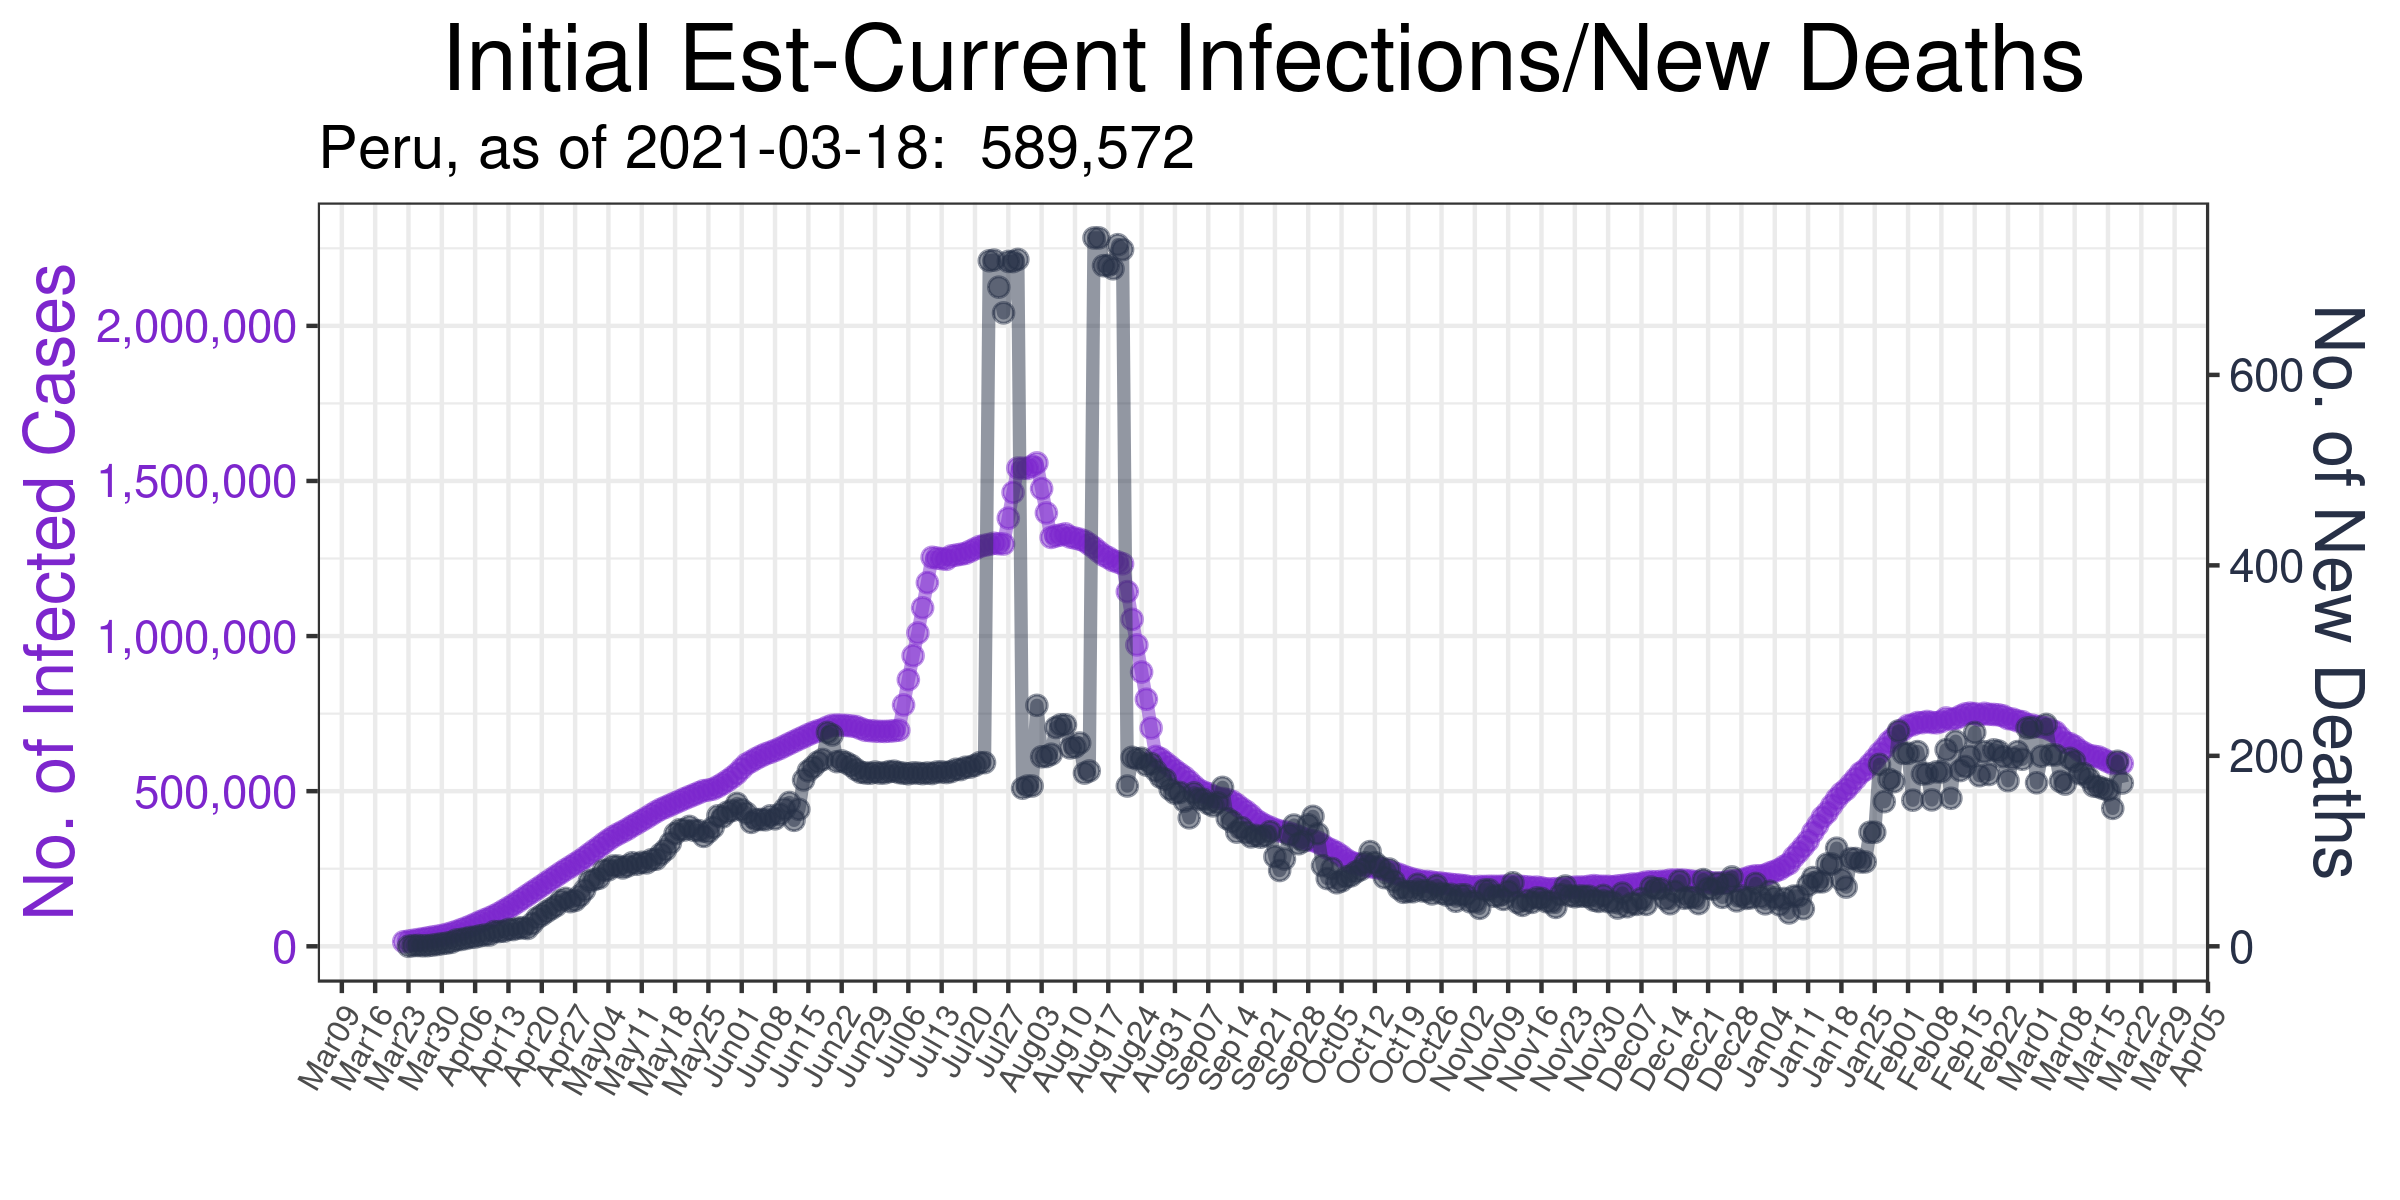 Initial Est-Current Infections/New Deaths
Peru, as of 2021-03-18:  589,572
No. of Infected Cases
2,000,000
1,500,000
1,000,000
500,000
0
600
400
200
0
No. of New Deaths
Mar09
Mar16
Mar23
Mar30
Apr06
Apr13
Apr20
Apr27
May04
May11
May18
May25
Jun01
Jun08
Jun15
Jun22
Jun29
Jul06
Jul13
Jul20
Jul27
Aug03
Aug10
Aug17
Aug24
Aug31
Sep07
Sep14
Sep21
Sep28
Oct05
Oct12
Oct19
Oct26
Nov02
Nov09
Nov16
Nov23
Nov30
Dec07
Dec14
Dec21
Dec28
Jan04
Jan11
Jan18
Jan25
Feb01
Feb08
Feb15
Feb22
Mar01
Mar08
Mar15
Mar22
Mar29
Apr05